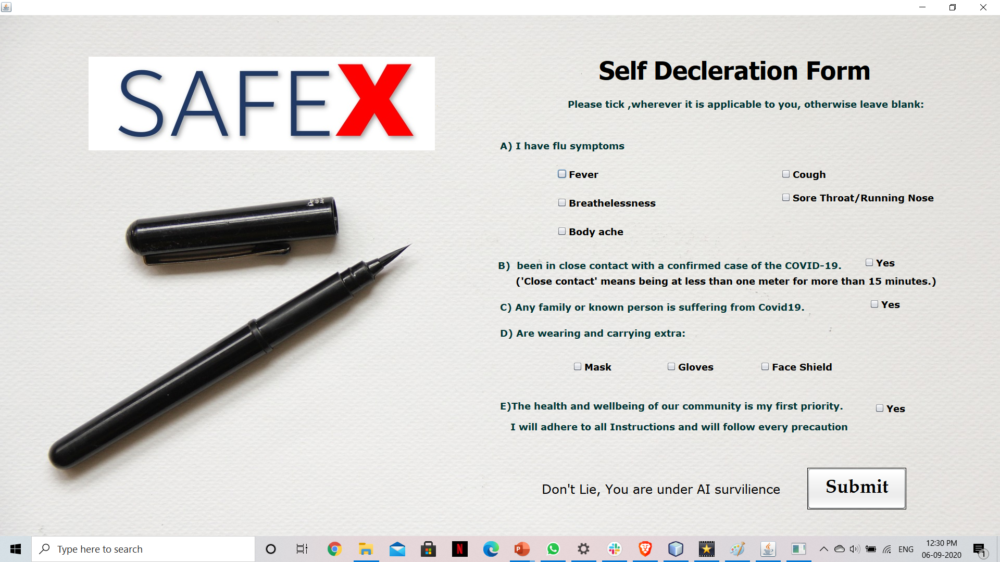 SAFEX
Self Decleration Form
Please tick ,wherever it is applicable to you, otherwise leave blank:
A) I have flu symptoms
Fever
Cough
Breathelessness
Sore Throat/Running Nose
Body ache
B) been in close contact with a confirmed case of the COVID-19.
Yes
('Close contact' means being at less than one meter for more than 15 minutes.)
C) Any family or known person is suffering from Covid19.
Yes
D) Are wearing and carrying extra:
Mask
Gloves
Face Shield
E)The health and wellbeing of our community is my first priority.
Yes
I will adhere to all Instructions and will follow every precaution
Don't Lie, You are under AI survilience
Submit
Type here to search
ENG
12:30 PM
06-09-2020
1